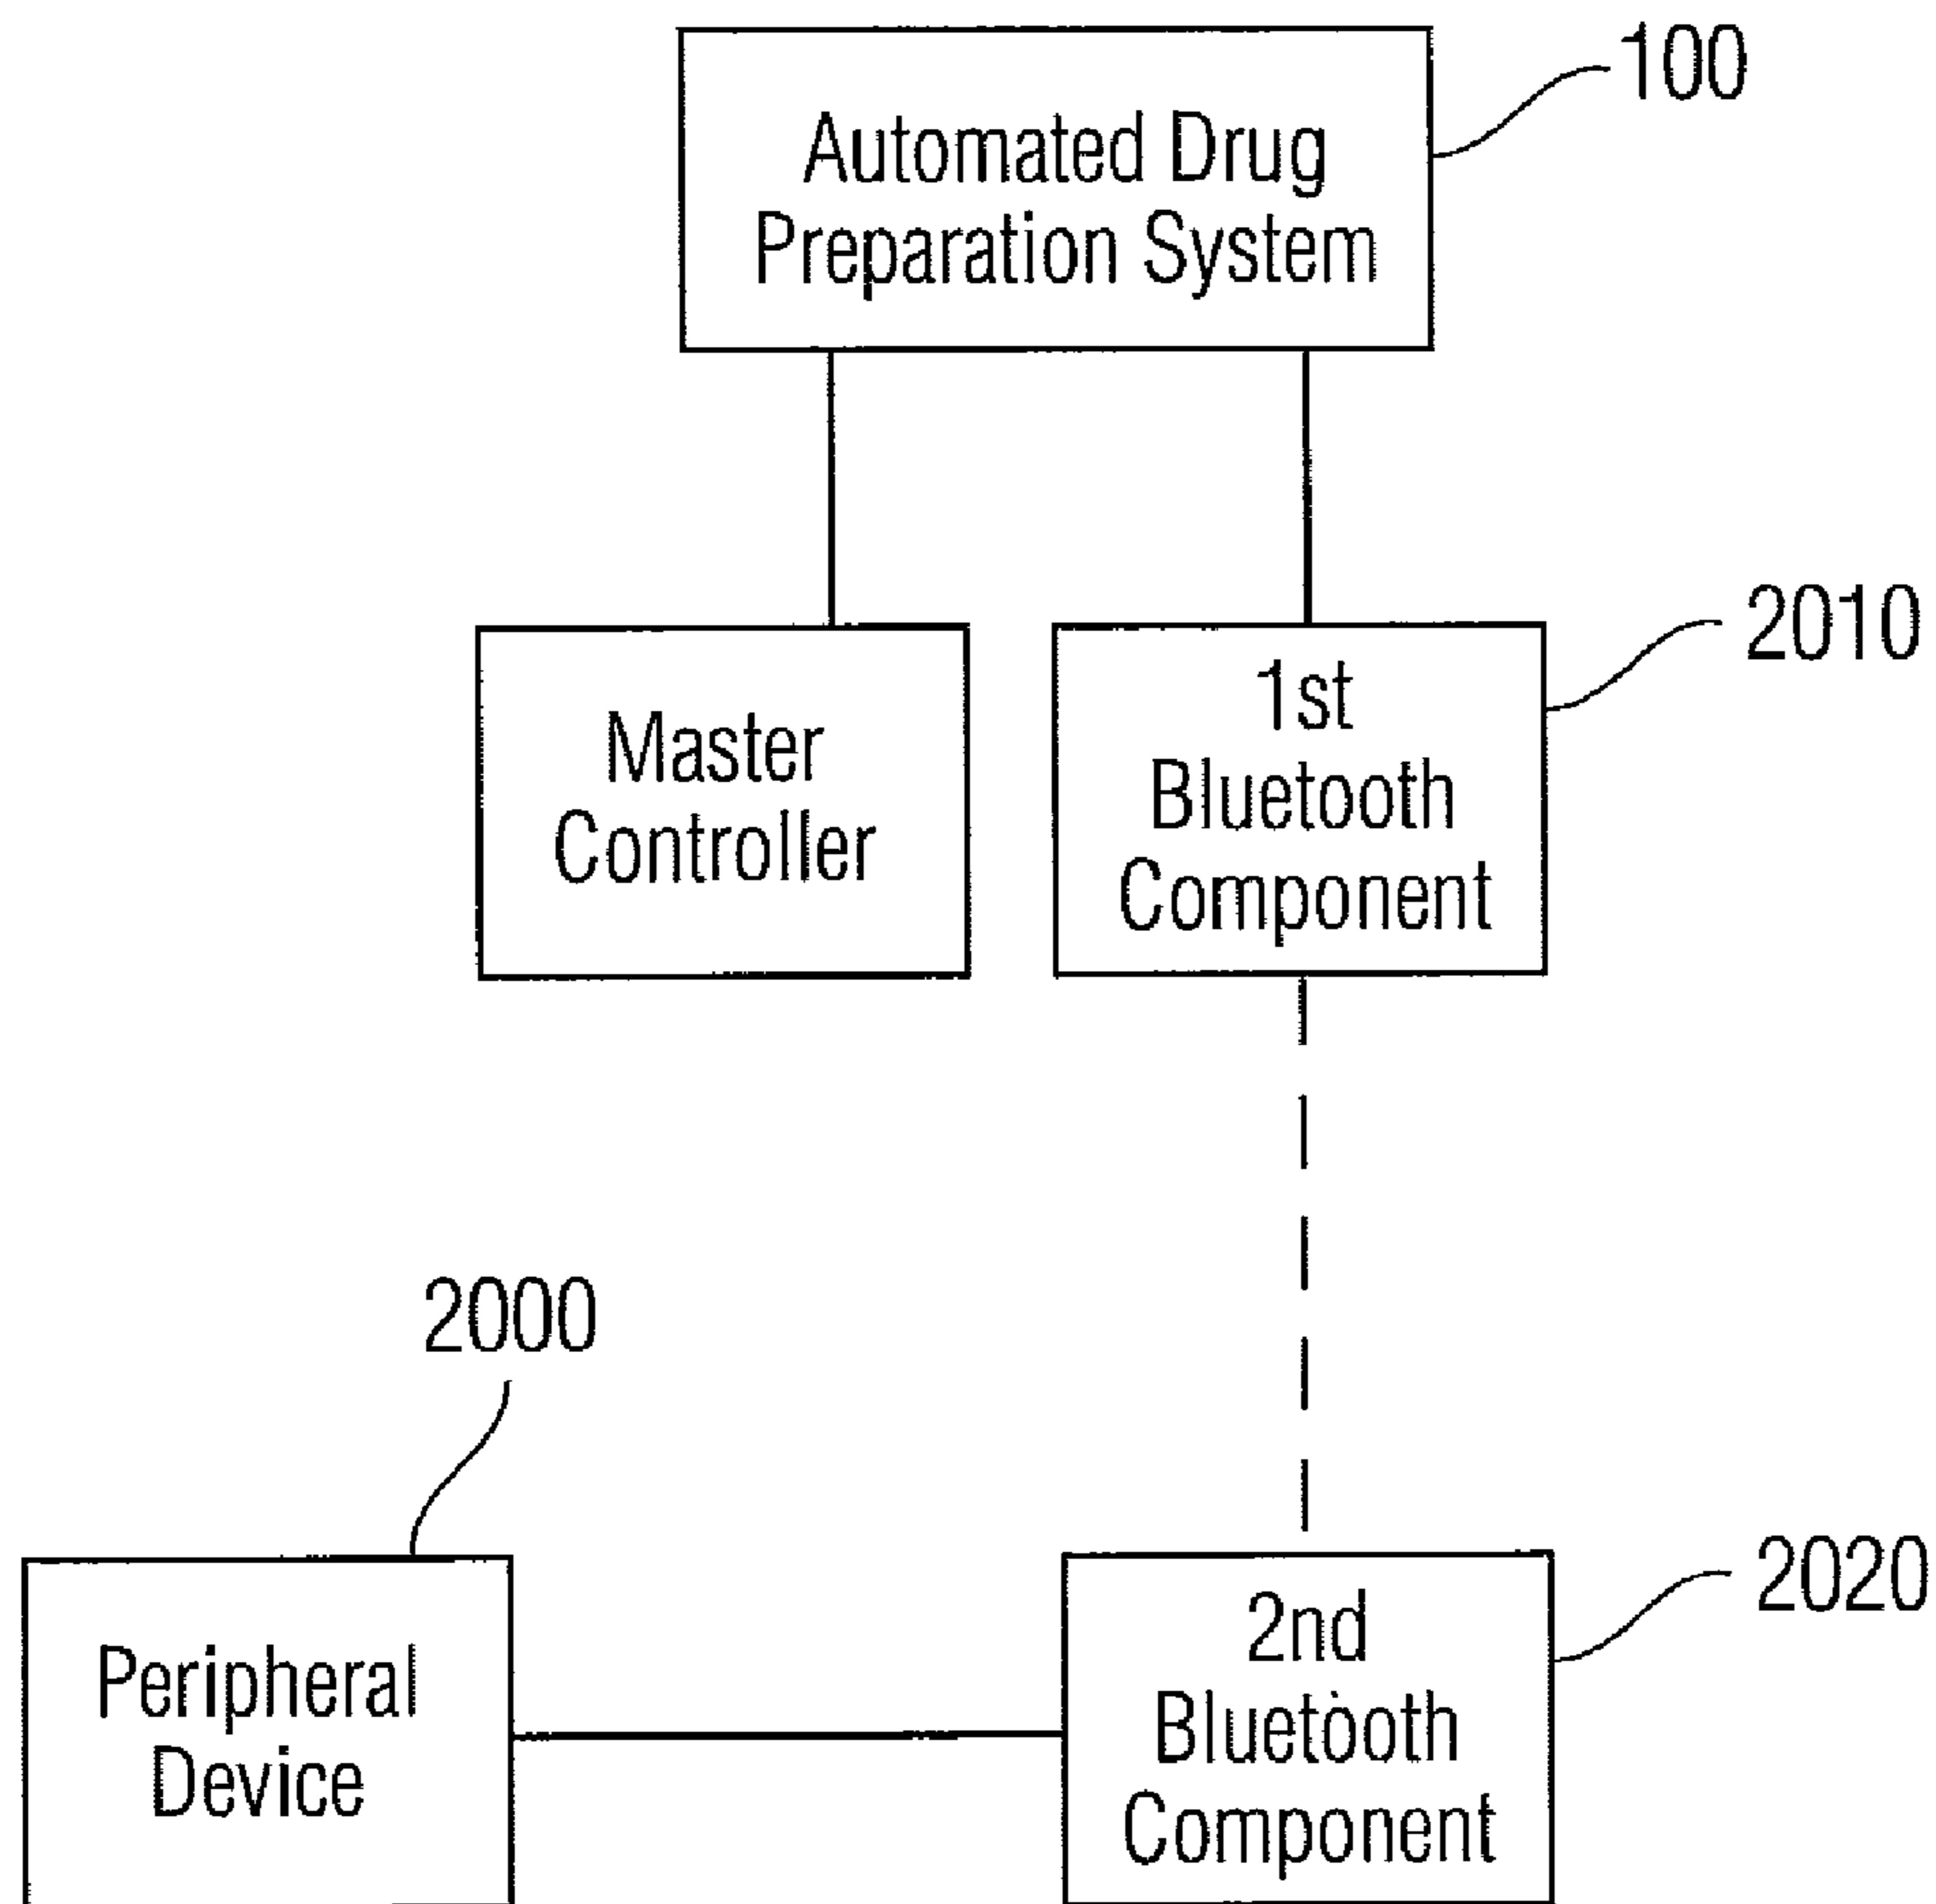 100
Automated Drug
Preparation System
2010
Master
Controller
1st
Bluetooth
Component
2000
2020
Peripheral
Device
2nd
Bluetooth
Component